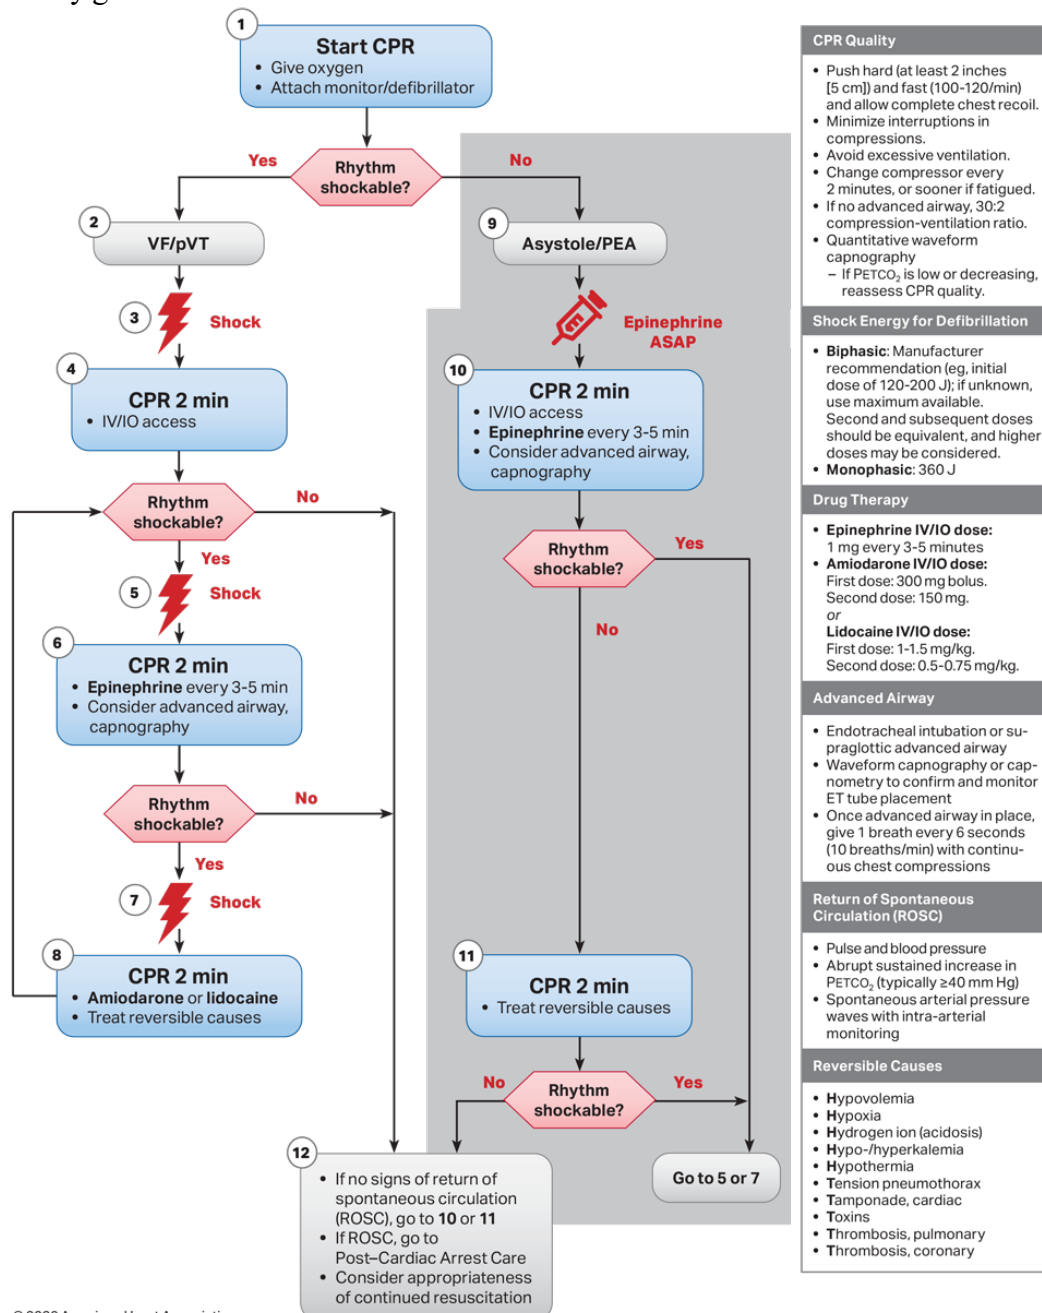 1
Start CPR
• Give oxygen
• Attach monitor/defibrillator
Rhythm
shockable?
Yes
No
2
VF/pVT
3
Shock
4
CPR 2 min
• IV/IO access
Rhythm
shockable?
No
Yes
5
Shock
6
CPR 2 min
• Epinephrine every 3-5 min
• Consider advanced airway,
capnography
Rhythm
shockable?
No
Yes
7
Shock
8
CPR 2 min
• Amiodarone or lidocaine
• Treat reversible causes
9
Asystole/PEA
Epinephrine
ASAP
10
CPR 2 min
• IV/IO access
• Epinephrine every 3-5 min
• Consider advanced airway,
capnography
Rhythm
shockable?
Yes
No
11
CPR 2 min
• Treat reversible causes
Rhythm
shockable?
No
Yes
12
• If no signs of return of
spontaneous circulation
(ROSC), go to 10 or 11
• If ROSC, go to
Post–Cardiac Arrest Care
• Consider appropriateness
of continued resuscitation
Go to 5 or 7
CPR Quality
• Push hard (at least 2 inches
[5 cm]) and fast (100-120/min)
and allow complete chest recoil.
• Minimize interruptions in
compressions.
• Avoid excessive ventilation.
• Change compressor every
2 minutes, or sooner if fatigued.
• If no advanced airway, 30:2
compression-ventilation ratio.
• Quantitative waveform
capnography
– If PETCO₂ is low or decreasing,
reassess CPR quality.
Shock Energy for Defibrillation
• Biphasic: Manufacturer
recommendation (eg, initial
dose of 120-200 J); if unknown,
use maximum available.
Second and subsequent doses
should be equivalent, and higher
doses may be considered.
• Monophasic: 360 J
Drug Therapy
• Epinephrine IV/IO dose:
1 mg every 3-5 minutes
• Amiodarone IV/IO dose:
First dose: 300 mg bolus.
Second dose: 150 mg.
or
Lidocaine IV/IO dose:
First dose: 1-1.5 mg/kg.
Second dose: 0.5-0.75 mg/kg.
Advanced Airway
• Endotracheal intubation or su-
praglottic advanced airway
• Waveform capnography or cap-
nometry to confirm and monitor
ET tube placement
• Once advanced airway in place,
give 1 breath every 6 seconds
(10 breaths/min) with continu-
ous chest compressions
Return of Spontaneous
Circulation (ROSC)
• Pulse and blood pressure
• Abrupt sustained increase in
PETCO₂ (typically ≥40 mm Hg)
• Spontaneous arterial pressure
waves with intra-arterial
monitoring
Reversible Causes
• Hypovolemia
• Hypoxia
• Hydrogen ion (acidosis)
• Hypo-/hyperkalemia
• Hypothermia
• Tension pneumothorax
• Tamponade, cardiac
• Toxins
• Thrombosis, pulmonary
• Thrombosis, coronary